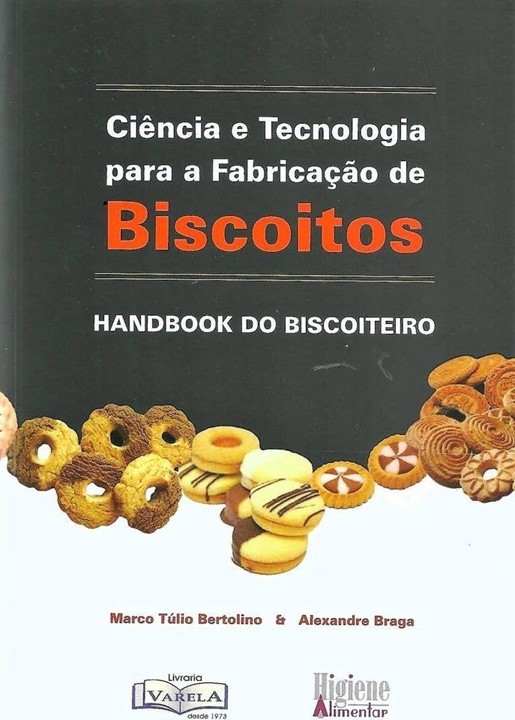 Ciência e Tecnologia
para a Fabricação de
Biscoitos
HANDBOOK DO BISCOITEIRO
Marco Túlio Bertolino & Alexandre Braga
Livraria
VARELA
desde 1973
Higiene
Alimentar